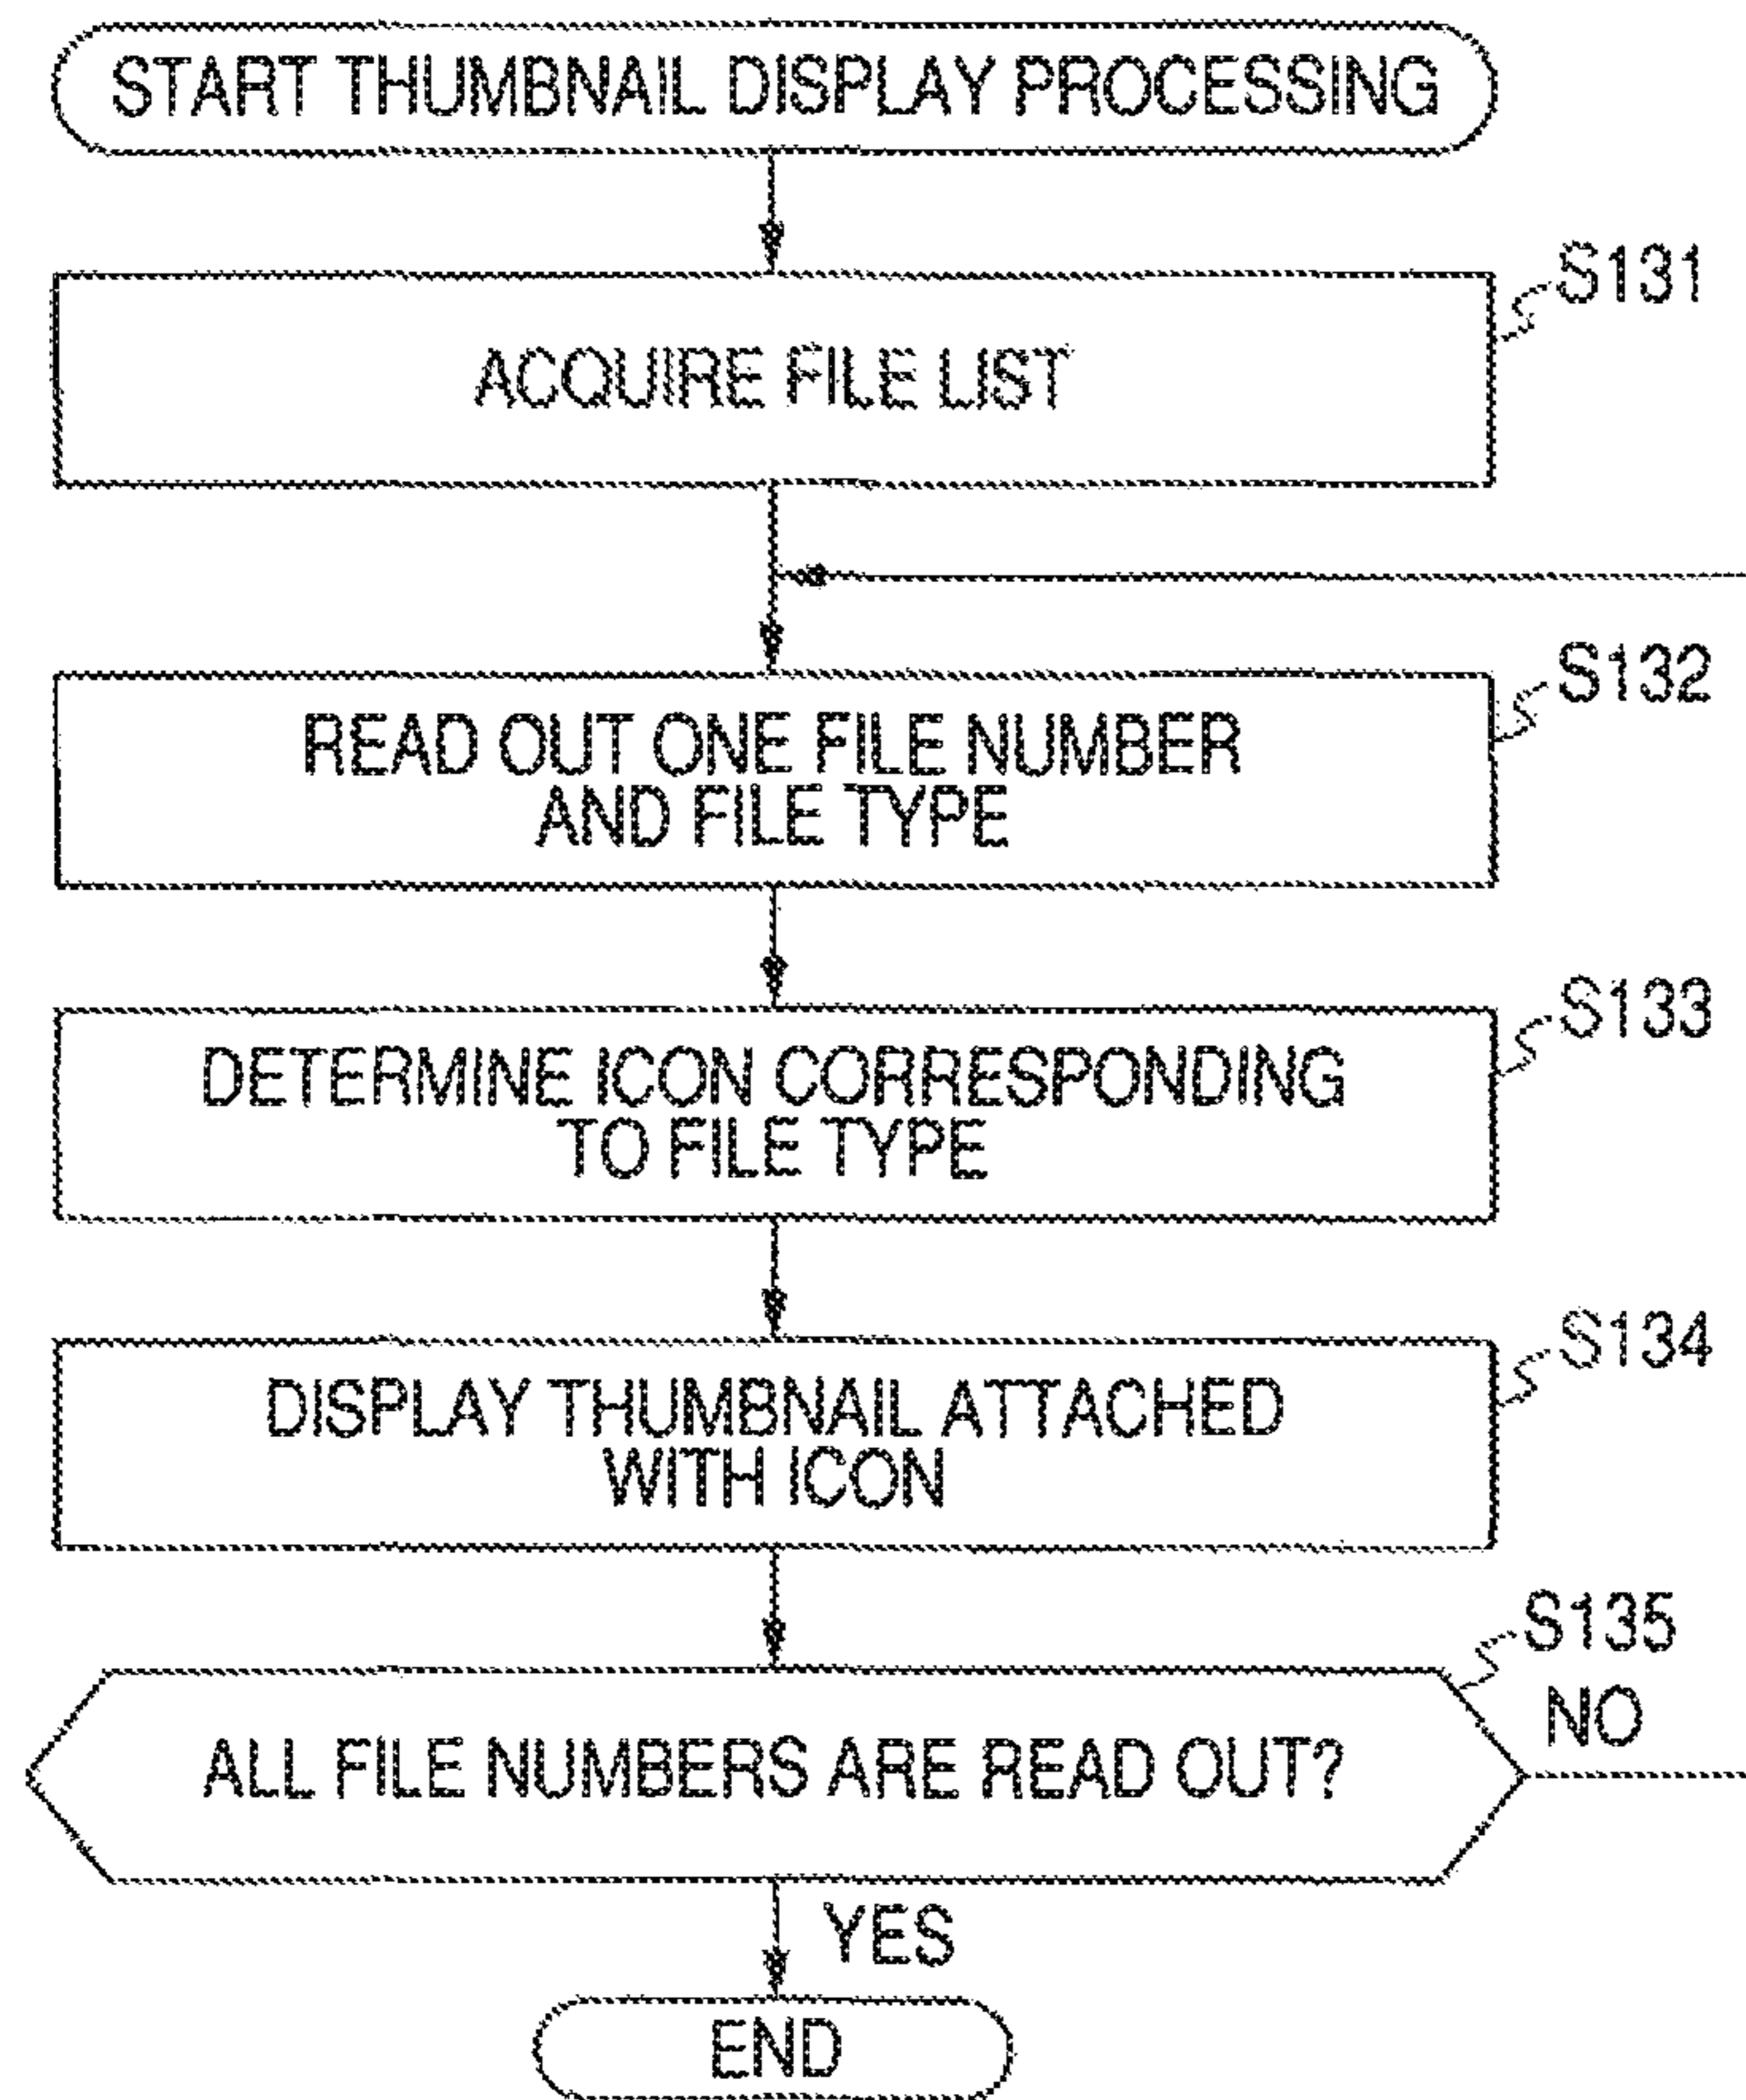 START THUMBNAIL DISPLAY PROCESSING
S131
ACQUIRE FILE LIST
S132
READ OUT ONE FILE NUMBER
AND FILE TYPE
S133
DETERMINE ICON CORRESPONDING
TO FILE TYPE
S134
DISPLAY THUMBNAIL ATTACHED
WITH ICON
S135
NO
ALL FILE NUMBERS ARE READ OUT?
YES
END